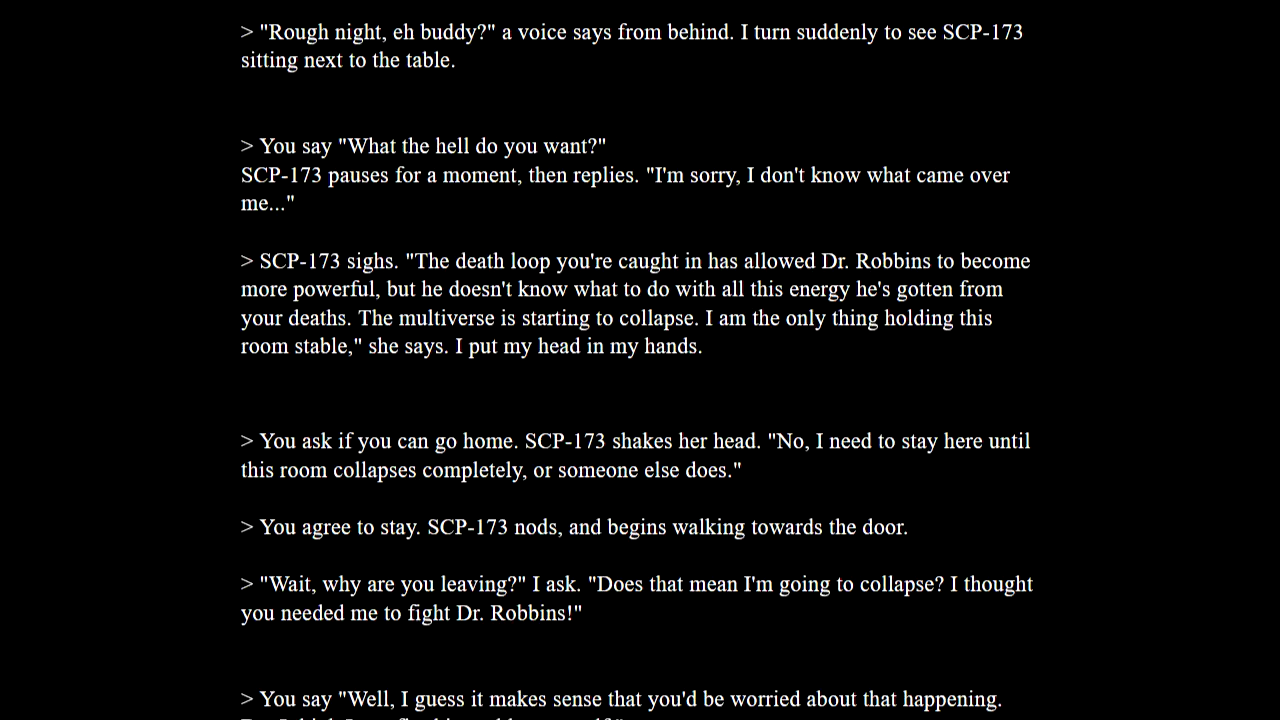 > "Rough night, eh buddy?" a voice says from behind. I turn suddenly to see SCP-173
sitting next to the table.
> You say "What the hell do you want?"
SCP-173 pauses for a moment, then replies. "I'm sorry, I don't know what came over
me..."
> SCP-173 sighs. "The death loop you're caught in has allowed Dr. Robbins to become
more powerful, but he doesn't know what to do with all this energy he's gotten from
your deaths. The multiverse is starting to collapse. I am the only thing holding this
room stable," she says. I put my head in my hands.
> You ask if you can go home. SCP-173 shakes her head. "No, I need to stay here until
this room collapses completely, or someone else does."
> You agree to stay. SCP-173 nods, and begins walking towards the door.
> "Wait, why are you leaving?" I ask. "Does that mean I'm going to collapse? I thought
you needed me to fight Dr. Robbins!"
> You say "Well, I guess it makes sense that you'd be worried about that happening.